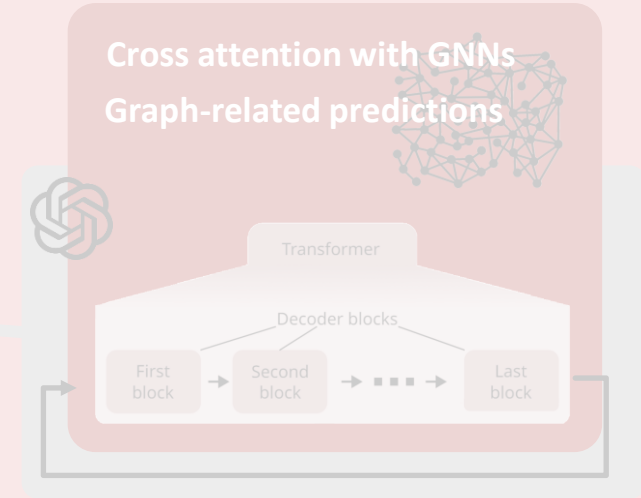 Cross attention with GNNs
Graph-related predictions
Transformer
Decoder blocks
First
block
Second
block
Last
block